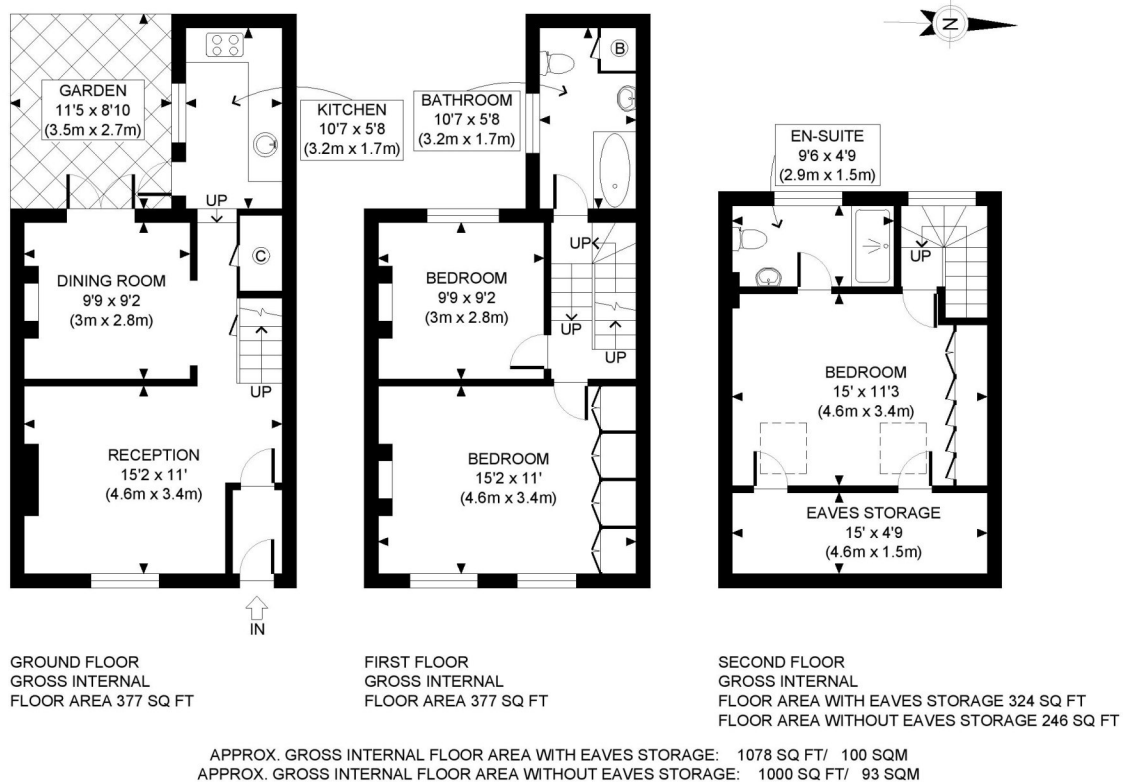 GARDEN
11'5 x 8'10
(3.5m x 2.7m)
KITCHEN
10'7 x 5'8
(3.2m x 1.7m)
UP
C
DINING ROOM
9'9 x 9'2
(3m x 2.8m)
UP
RECEPTION
15'2 x 11'
(4.6m x 3.4m)
IN
BATHROOM
10'7 x 5'8
(3.2m x 1.7m)
B
UP
BEDROOM
9'9 x 9'2
(3m x 2.8m)
UP
UP
BEDROOM
15'2 x 11'
(4.6m x 3.4m)
N
EN-SUITE
9'6 x 4'9
(2.9m x 1.5m)
UP
BEDROOM
15' x 11'3
(4.6m x 3.4m)
EAVES STORAGE
15' x 4'9
(4.6m x 1.5m)
GROUND FLOOR
GROSS INTERNAL
FLOOR AREA 377 SQ FT
FIRST FLOOR
GROSS INTERNAL
FLOOR AREA 377 SQ FT
SECOND FLOOR
GROSS INTERNAL
FLOOR AREA WITH EAVES STORAGE 324 SQ FT
FLOOR AREA WITHOUT EAVES STORAGE 246 SQ FT
APPROX. GROSS INTERNAL FLOOR AREA WITH EAVES STORAGE: 1078 SQ FT/ 100 SQM
APPROX. GROSS INTERNAL FLOOR AREA WITHOUT EAVES STORAGE: 1000 SQ FT/ 93 SQM